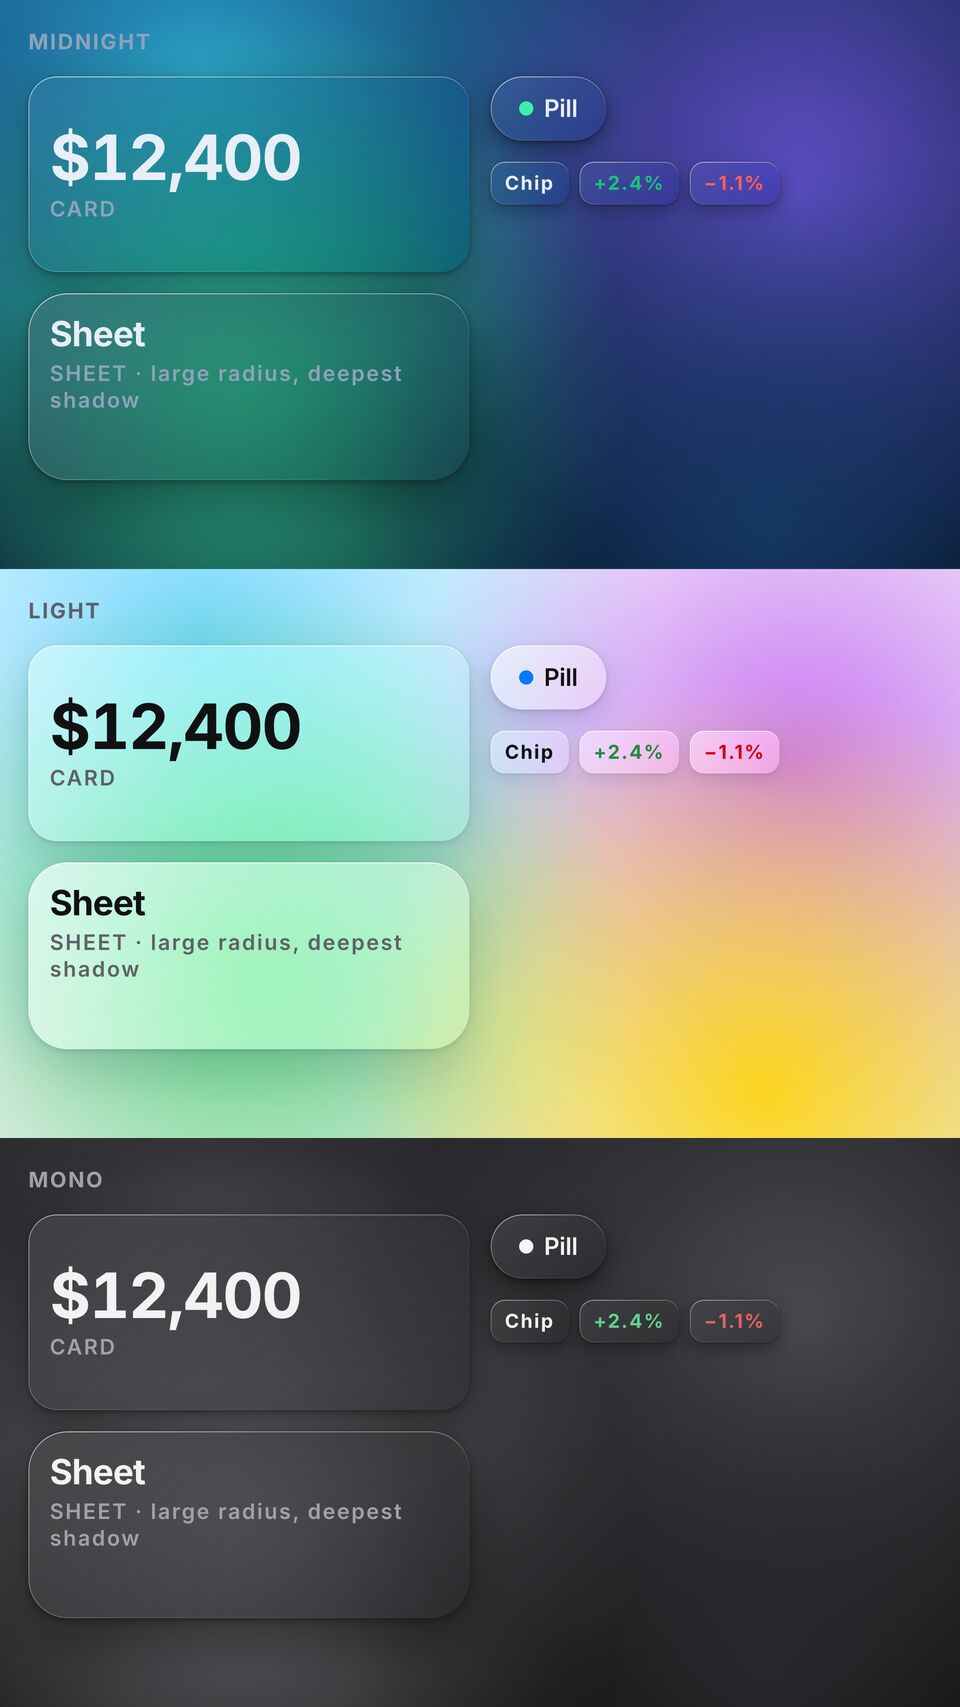 MIDNIGHT
$12,400
CARD
Pill
Chip
+2.4%
−1.1%
Sheet
SHEET · large radius, deepest
shadow
LIGHT
$12,400
CARD
Pill
Chip
+2.4%
−1.1%
Sheet
SHEET · large radius, deepest
shadow
MONO
$12,400
CARD
Pill
Chip
+2.4%
−1.1%
Sheet
SHEET · large radius, deepest
shadow